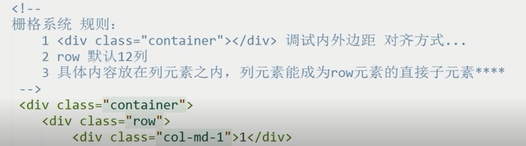 <!--
栅格系统 规则：
1 <div class="container"></div> 调试内外边距 对齐方式...
2 row 默认12列
3 具体内容放在列元素之内，列元素能成为row元素的直接子元素****
-->
<div class="container">
<div class="row">
<div class="col-md-1">1</div>